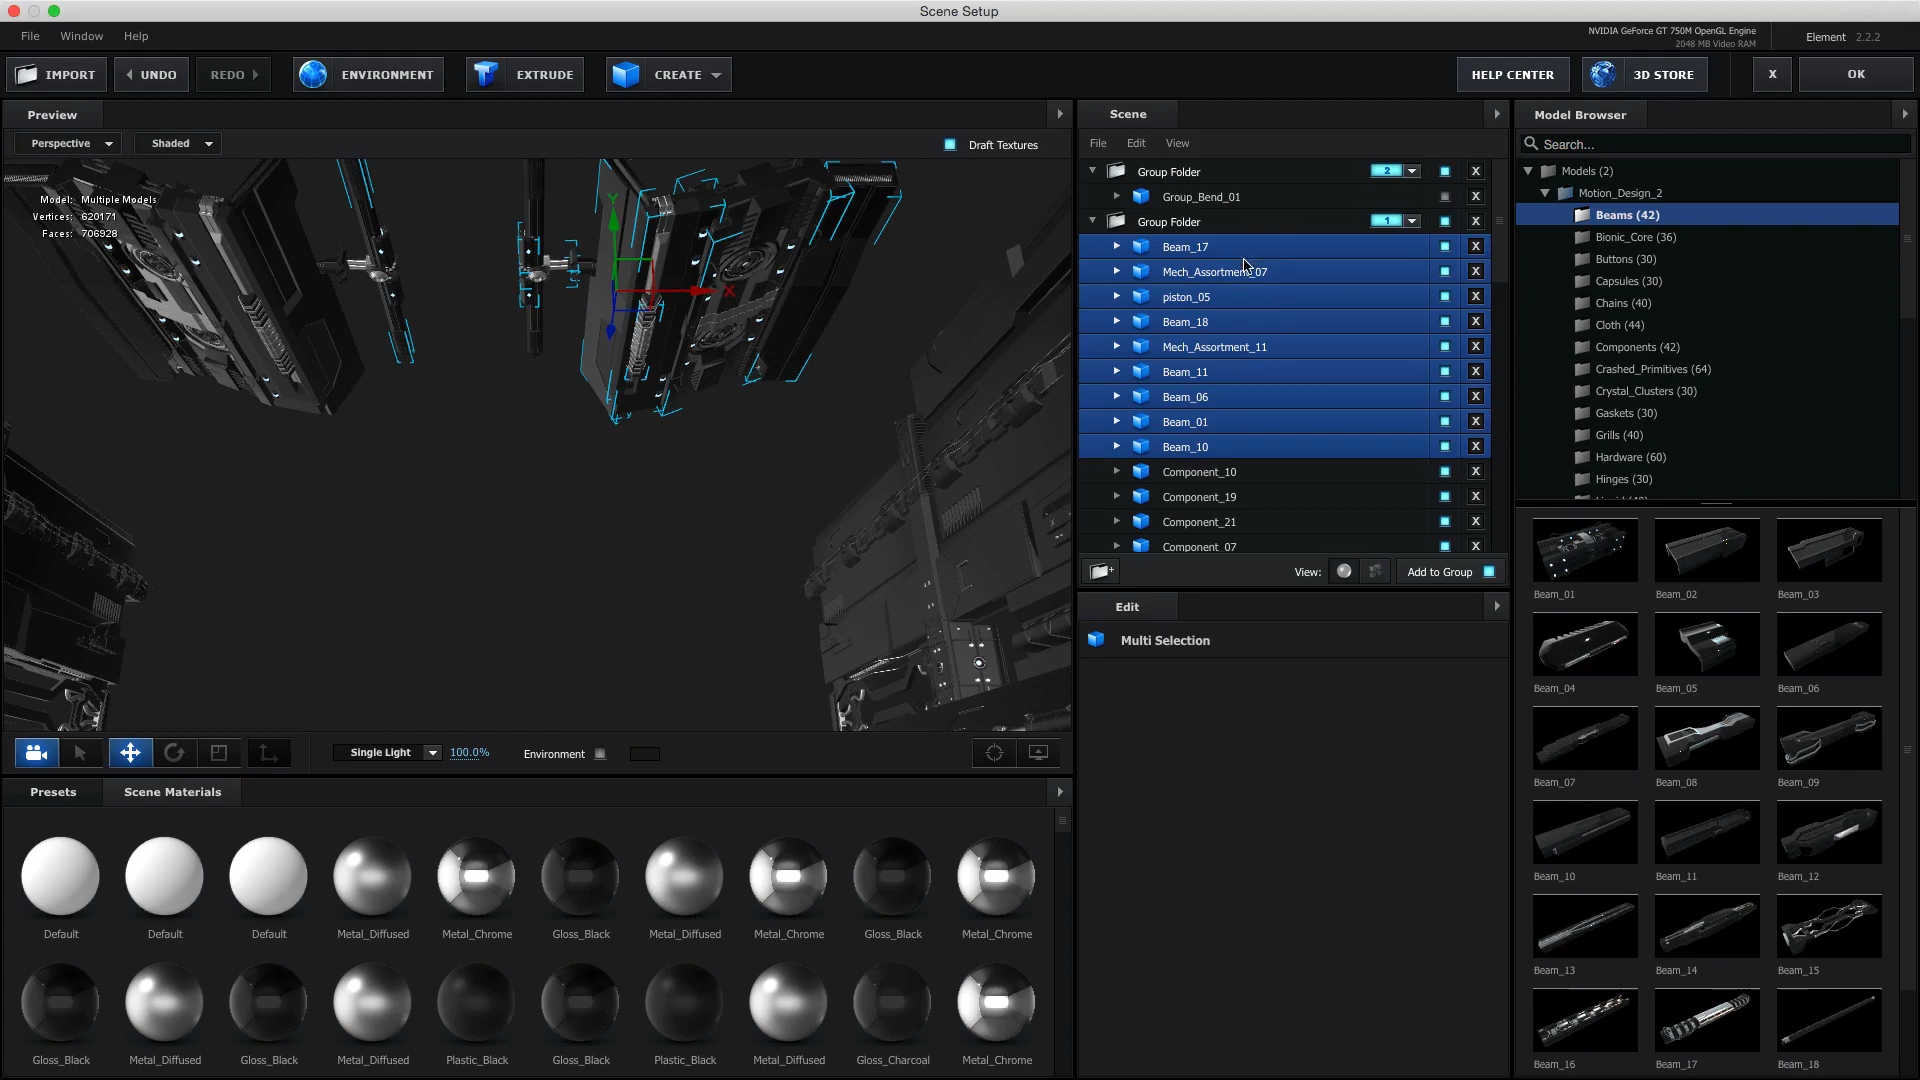 Scene Setup
File Window Help
NVIDIA GeForce GT 750M OpenGL Engine
2048 MB Video RAM
Element 2.2.2
IMPORT UNDO REDO ENVIRONMENT EXTRUDE CREATE HELP CENTER 3D STORE X OK
Preview
Perspective Shaded Draft Textures
Model: Multiple Models
Vertices: 620171
Faces: 706928
Y
X
Single Light 100.0% Environment
Presets Scene Materials
Default Default Default Metal_Diffused Metal_Chrome Gloss_Black Metal_Diffused Metal_Chrome Gloss_Black Metal_Chrome
Gloss_Black Metal_Diffused Gloss_Black Metal_Diffused Plastic_Black Gloss_Black Plastic_Black Metal_Diffused Gloss_Charcoal Metal_Chrome
Scene
File Edit View
Group Folder 2 X
Group_Bend_01 X
Group Folder 1 X
Beam_17 X
Mech_Assortment_07 X
piston_05 X
Beam_18 X
Mech_Assortment_11 X
Beam_11 X
Beam_06 X
Beam_01 X
Beam_10 X
Component_10 X
Component_19 X
Component_21 X
Component_07 X
View: Add to Group
Edit
Multi Selection
Model Browser
Search...
Models (2)
Motion_Design_2
Beams (42)
Bionic_Core (36)
Buttons (30)
Capsules (30)
Chains (40)
Cloth (44)
Components (42)
Crashed_Primitives (64)
Crystal_Clusters (30)
Gaskets (30)
Grills (40)
Hardware (60)
Hinges (30)
Beam_01 Beam_02 Beam_03
Beam_04 Beam_05 Beam_06
Beam_07 Beam_08 Beam_09
Beam_10 Beam_11 Beam_12
Beam_13 Beam_14 Beam_15
Beam_16 Beam_17 Beam_18